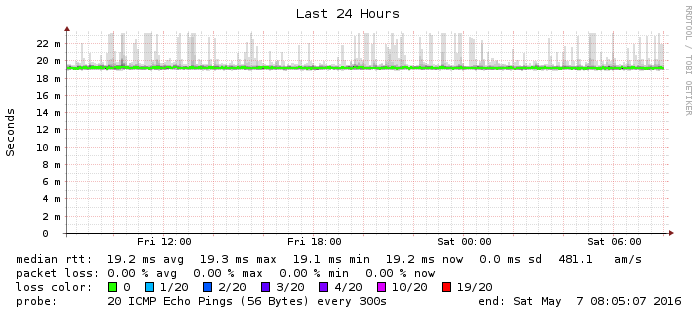 Last 24 Hours
RRDTOOL / TOBI OETIKER
Seconds
22 m
20 m
18 m
16 m
14 m
12 m
10 m
8 m
6 m
4 m
2 m
0
Fri 12:00 Fri 18:00 Sat 00:00 Sat 06:00
median rtt: 19.2 ms avg 19.3 ms max 19.1 ms min 19.2 ms now 0.0 ms sd 481.1 am/s
packet loss: 0.00 % avg 0.00 % max 0.00 % min 0.00 % now
loss color: 0 1/20 2/20 3/20 4/20 10/20 19/20
probe: 20 ICMP Echo Pings (56 Bytes) every 300s end: Sat May 7 08:05:07 2016